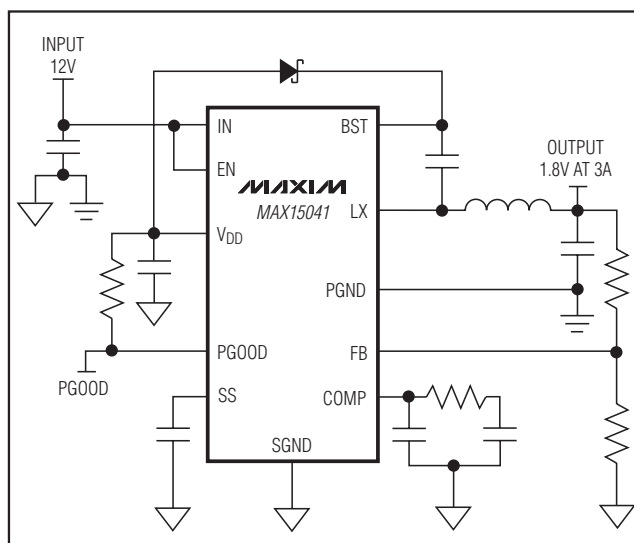 INPUT
12V
IN
BST
OUTPUT
1.8V AT 3A
EN
MAXIM
MAX15041
LX
VDD
PGND
PGOOD
FB
PGOOD
SS
COMP
SGND